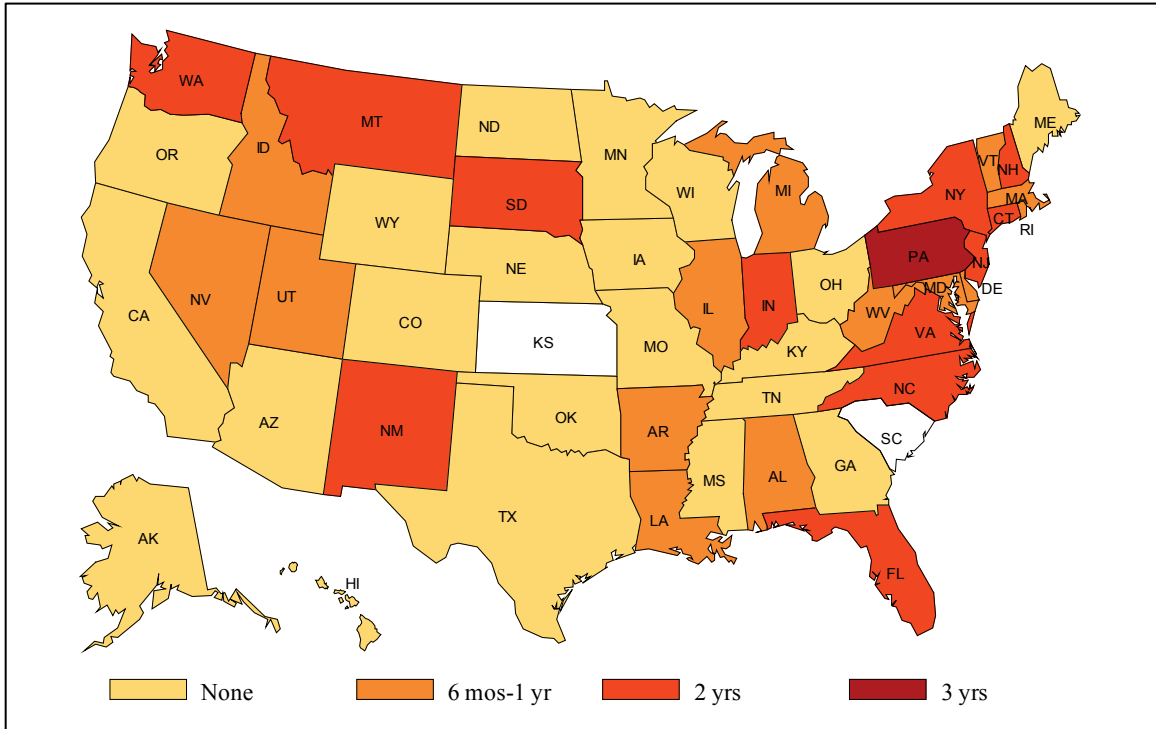 WA
MT
ND
MN
ME
OR
ID
SD
WI
MI
VT
NH
NY
MA
CT
RI
WY
NE
IA
PA
NJ
NV
UT
CO
IL
IN
OH
MD
DE
WV
VA
CA
KS
MO
KY
NC
TN
AZ
NM
OK
AR
SC
MS
AL
GA
TX
LA
AK
HI
FL
None
6 mos-1 yr
2 yrs
3 yrs